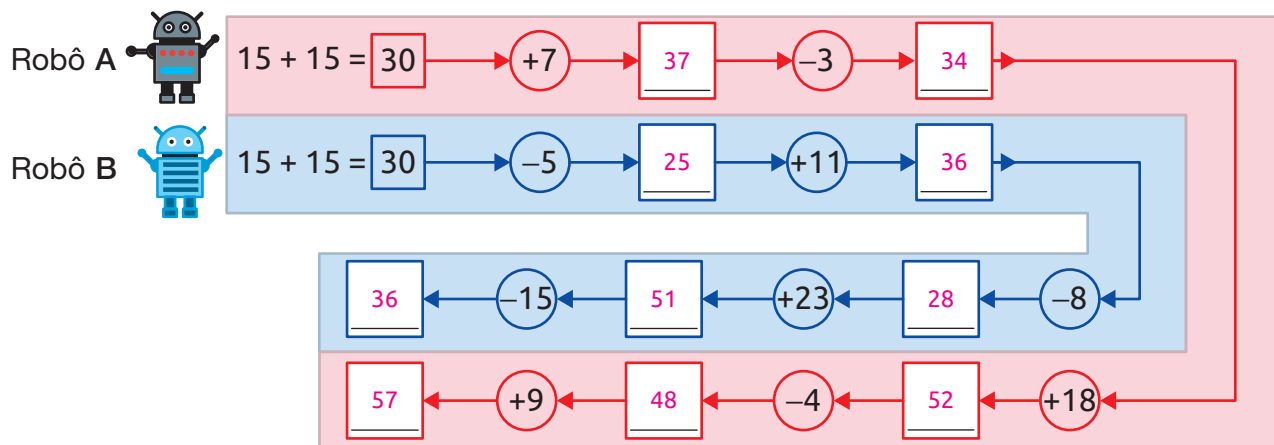 Robô A 15 + 15 = 30 +7 37 –3 34
Robô B 15 + 15 = 30 –5 25 +11 36
36 –15 51 +23 28 –8
57 +9 48 –4 52 +18